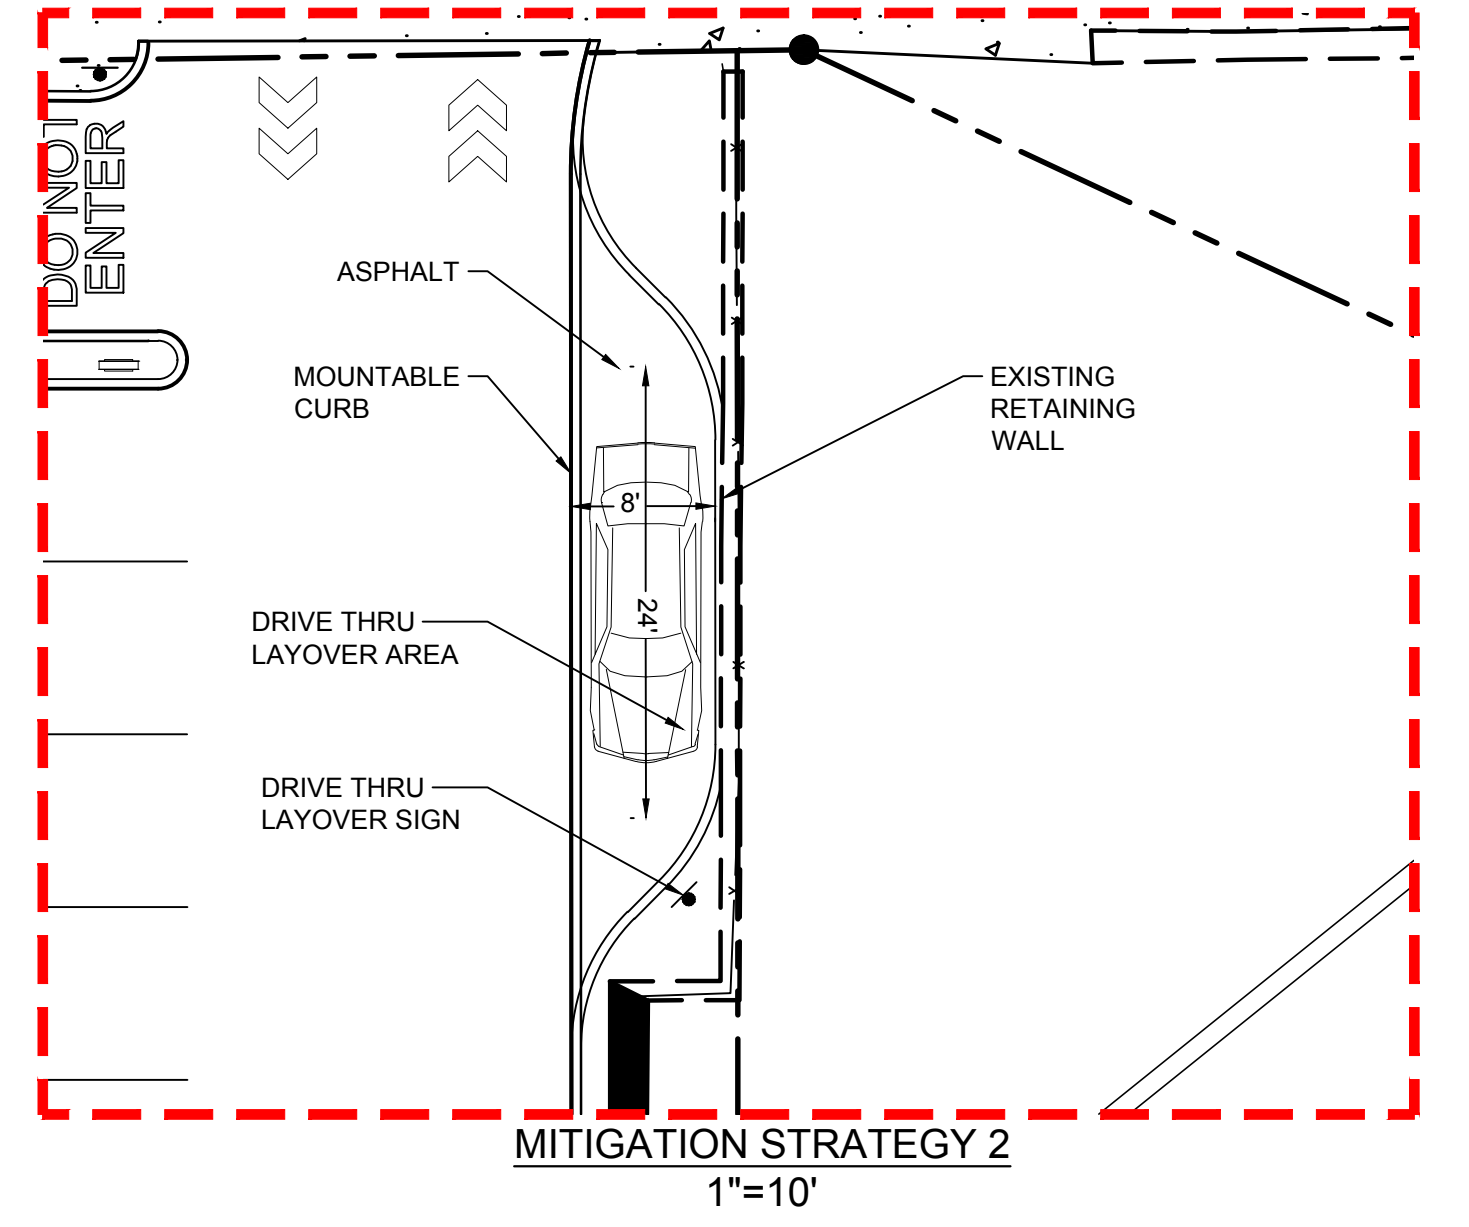 DO NOT
ENTER
ASPHALT
MOUNTABLE
CURB
EXISTING
RETAINING
WALL
8'
24'
DRIVE THRU
LAYOVER AREA
DRIVE THRU
LAYOVER SIGN
MITIGATION STRATEGY 2
1"=10'